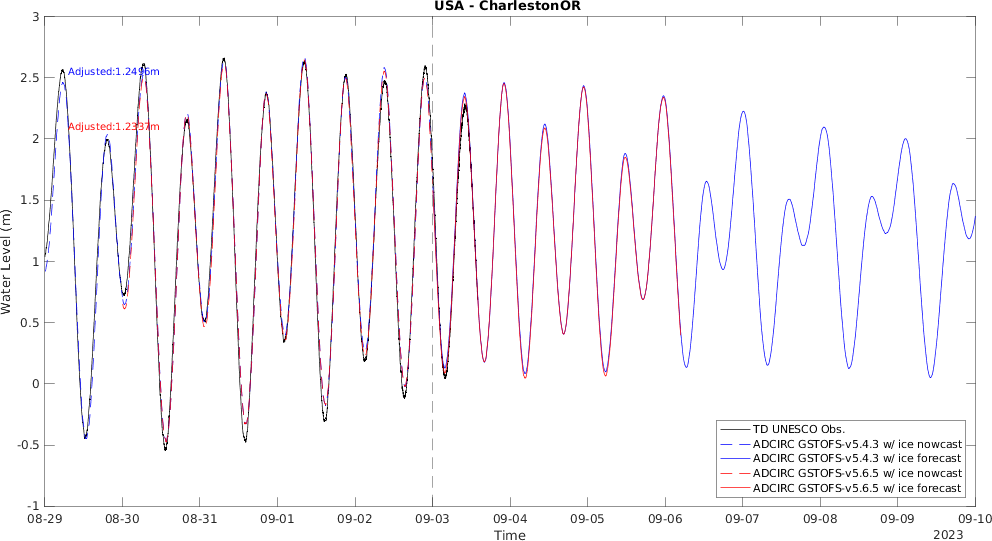 USA - CharlestonOR
3
2.5
2
1.5
1
0.5
0
-0.5
-1
Water Level (m)
Adjusted:1.2496m
Adjusted:1.2337m
TD UNESCO Obs.
ADCIRC GSTOFS-v5.4.3 w/ ice nowcast
ADCIRC GSTOFS-v5.4.3 w/ ice forecast
ADCIRC GSTOFS-v5.6.5 w/ ice nowcast
ADCIRC GSTOFS-v5.6.5 w/ ice forecast
08-29 08-30 08-31 09-01 09-02 09-03 09-04 09-05 09-06 09-07 09-08 09-09 09-10
Time
2023